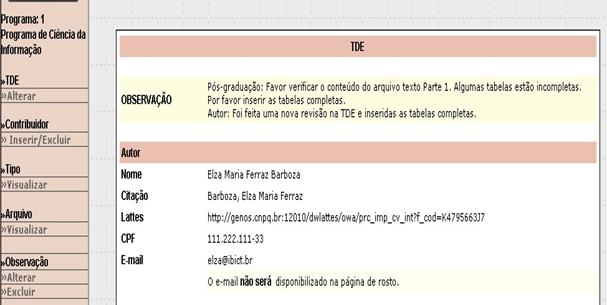 Programa: 1
Programa de Ciência da
Informação
»TDE
»Alterar
»Contribuidor
» Inserir/Excluir
»Tipo
»Visualizar
»Arquivo
»Visualizar
»Observação
»Alterar
»Excluir
TDE
OBSERVAÇÃO
Pós-graduação: Favor verificar o conteúdo do arquivo texto Parte 1. Algumas tabelas estão incompletas.
Por favor inserir as tabelas completas.
Autor: Foi feita uma nova revisão na TDE e inseridas as tabelas completas.
Autor
Nome Elza Maria Ferraz Barboza
Citação Barboza, Elza Maria Ferraz
Lattes http://genos.cnpq.br:12010/dwlattes/owa/prc_imp_cv_int?f_cod=K4795663J7
CPF 111.222.111-33
E-mail elza@ibict.br
O e-mail não será disponibilizado na página de rosto.